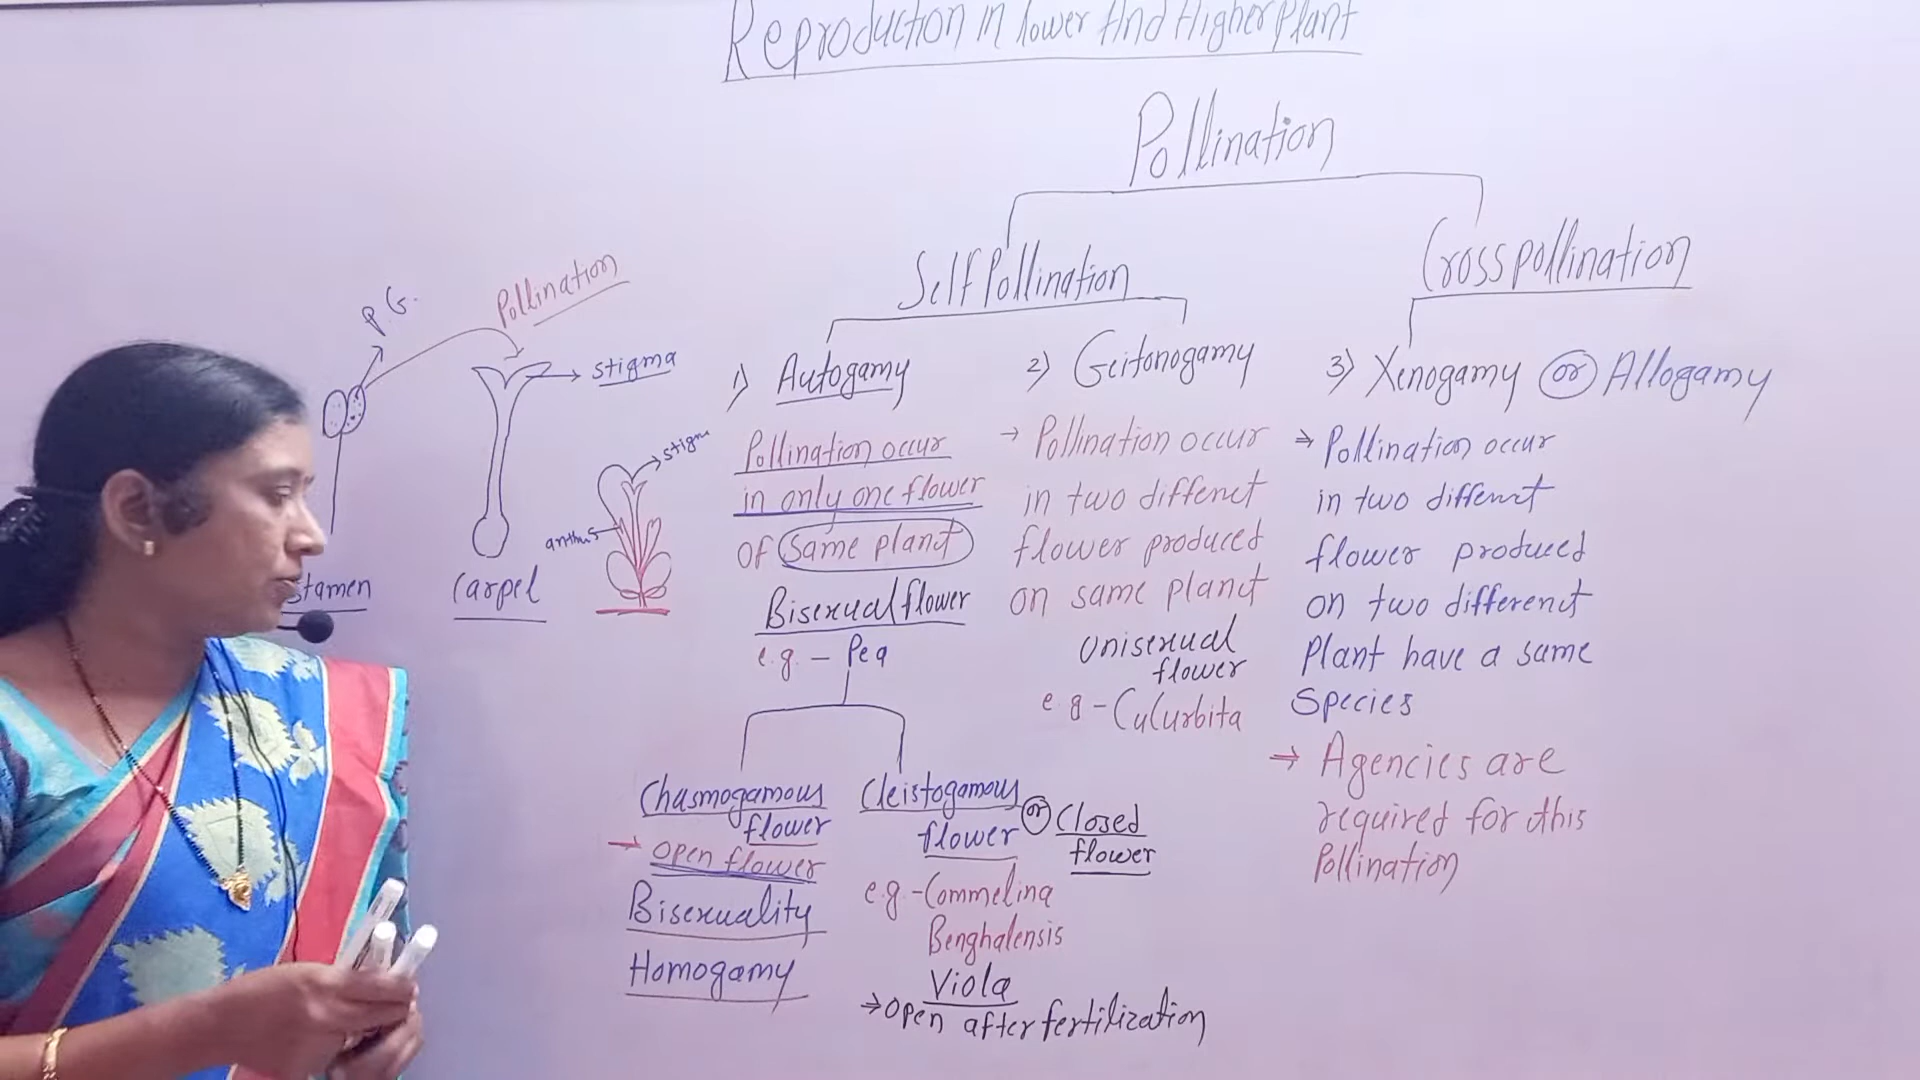 Reproduction in lower And Higher Plant
Pollination
Self Pollination
Cross pollination
P.G.
Pollination
stigma
stamen
Carpel
stigm
anthus
1) Autogamy
Pollination occur
in only one flower
of same plant
Bisexual flower
e.g. - Pea
Chasmogamous
flower
→ open flower
Bisexuality
Homogamy
Cleistogamous
flower
or Closed
flower
e.g.-Commelina
Benghalensis
Viola
→ open after fertilization
2) Geitonogamy
→ Pollination occur
in two diffenct
flower produced
on same planct
Unisexual
flower
e g - Cucurbita
3) Xenogamy or Allogamy
→ Pollination occur
in two diffenct
flower produced
on two differenct
Plant have a same
Species
→ Agencies are
required for this
Pollination